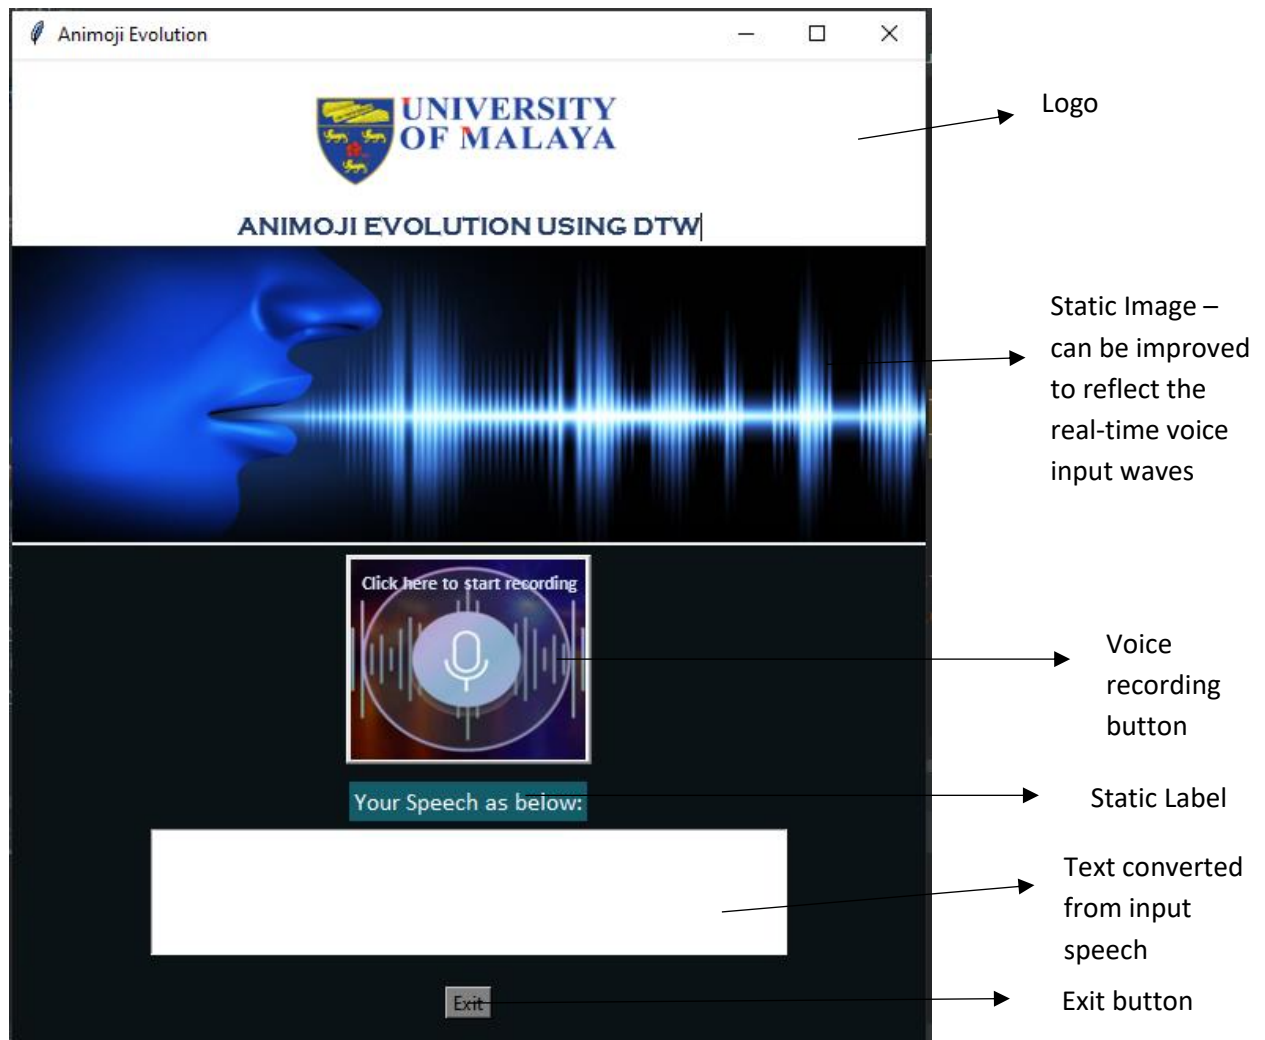 Animoji Evolution
UNIVERSITY
OF MALAYA
Logo
ANIMOJI EVOLUTION USING DTW
Static Image –
can be improved
to reflect the
real-time voice
input waves
Click here to start recording
Voice
recording
button
Your Speech as below:
Static Label
Text converted
from input
speech
Exit
Exit button